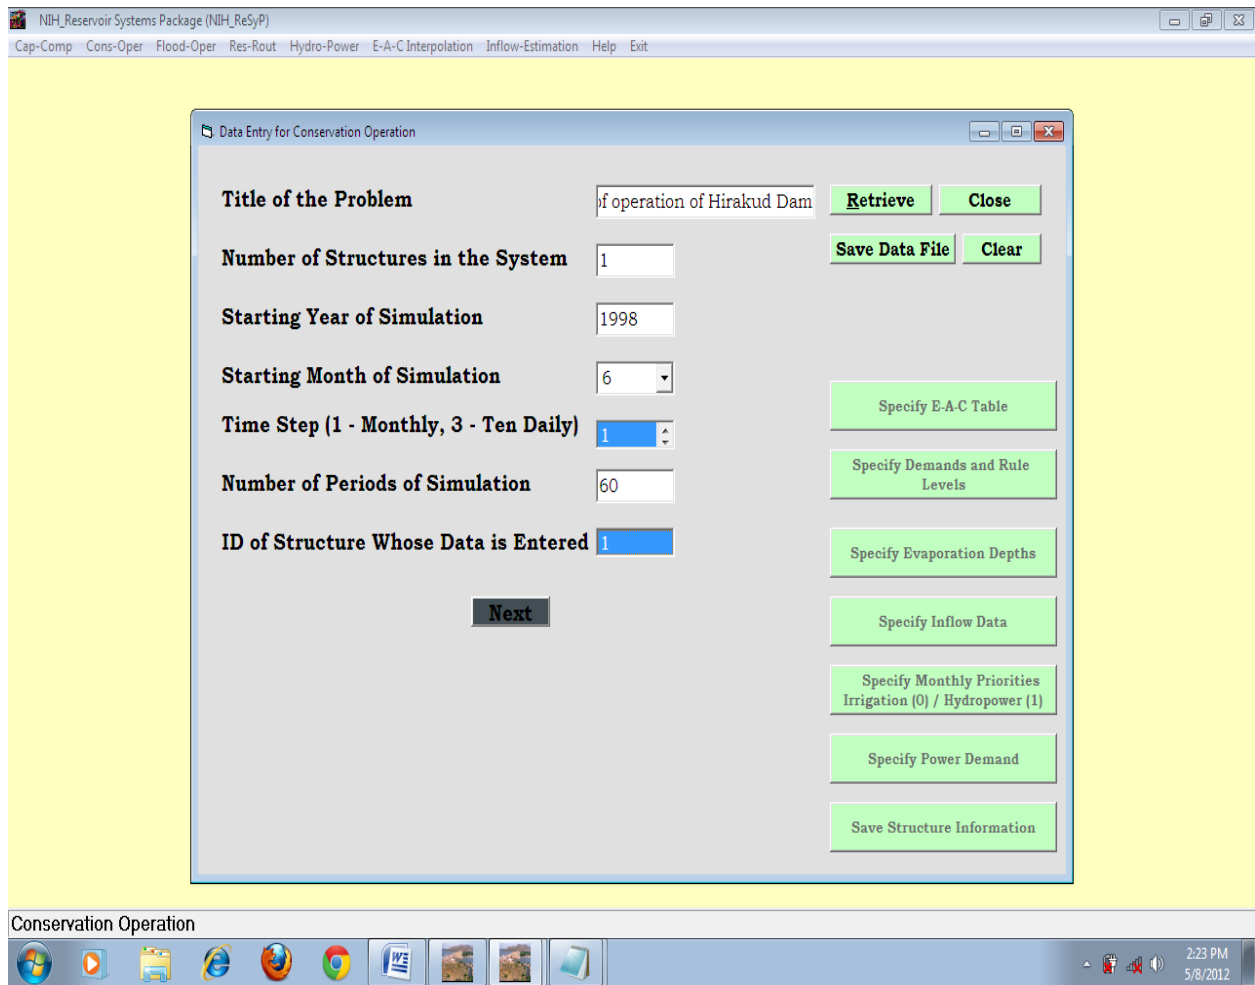 NIH_Reservoir Systems Package (NIH_ReSyP)
Cap-Comp Cons-Oper Flood-Oper Res-Rout Hydro-Power E-A-C Interpolation Inflow-Estimation Help Exit
Data Entry for Conservation Operation
Title of the Problem of operation of Hirakud Dam Retrieve Close
Number of Structures in the System 1 Save Data File Clear
Starting Year of Simulation 1998
Starting Month of Simulation 6
Time Step (1 - Monthly, 3 - Ten Daily) 1
Number of Periods of Simulation 60
ID of Structure Whose Data is Entered 1
Next
Specify E-A-C Table
Specify Demands and Rule
Levels
Specify Evaporation Depths
Specify Inflow Data
Specify Monthly Priorities
Irrigation (0) / Hydropower (1)
Specify Power Demand
Save Structure Information
Conservation Operation
2:23 PM
5/8/2012